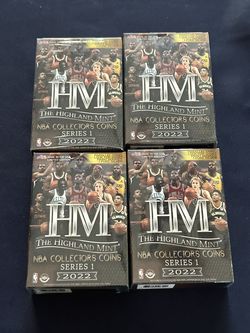 HM
THE HIGHLAND MINT
NBA COLLECTORS COINS
SERIES 1
2022
HM
THE HIGHLAND MINT
NBA COLLECTORS COINS
SERIES 1
2022
HM
THE HIGHLAND MINT
NBA COLLECTORS COINS
SERIES 1
2022
HM
THE HIGHLAND MINT
NBA COLLECTORS COINS
SERIES 1
2022